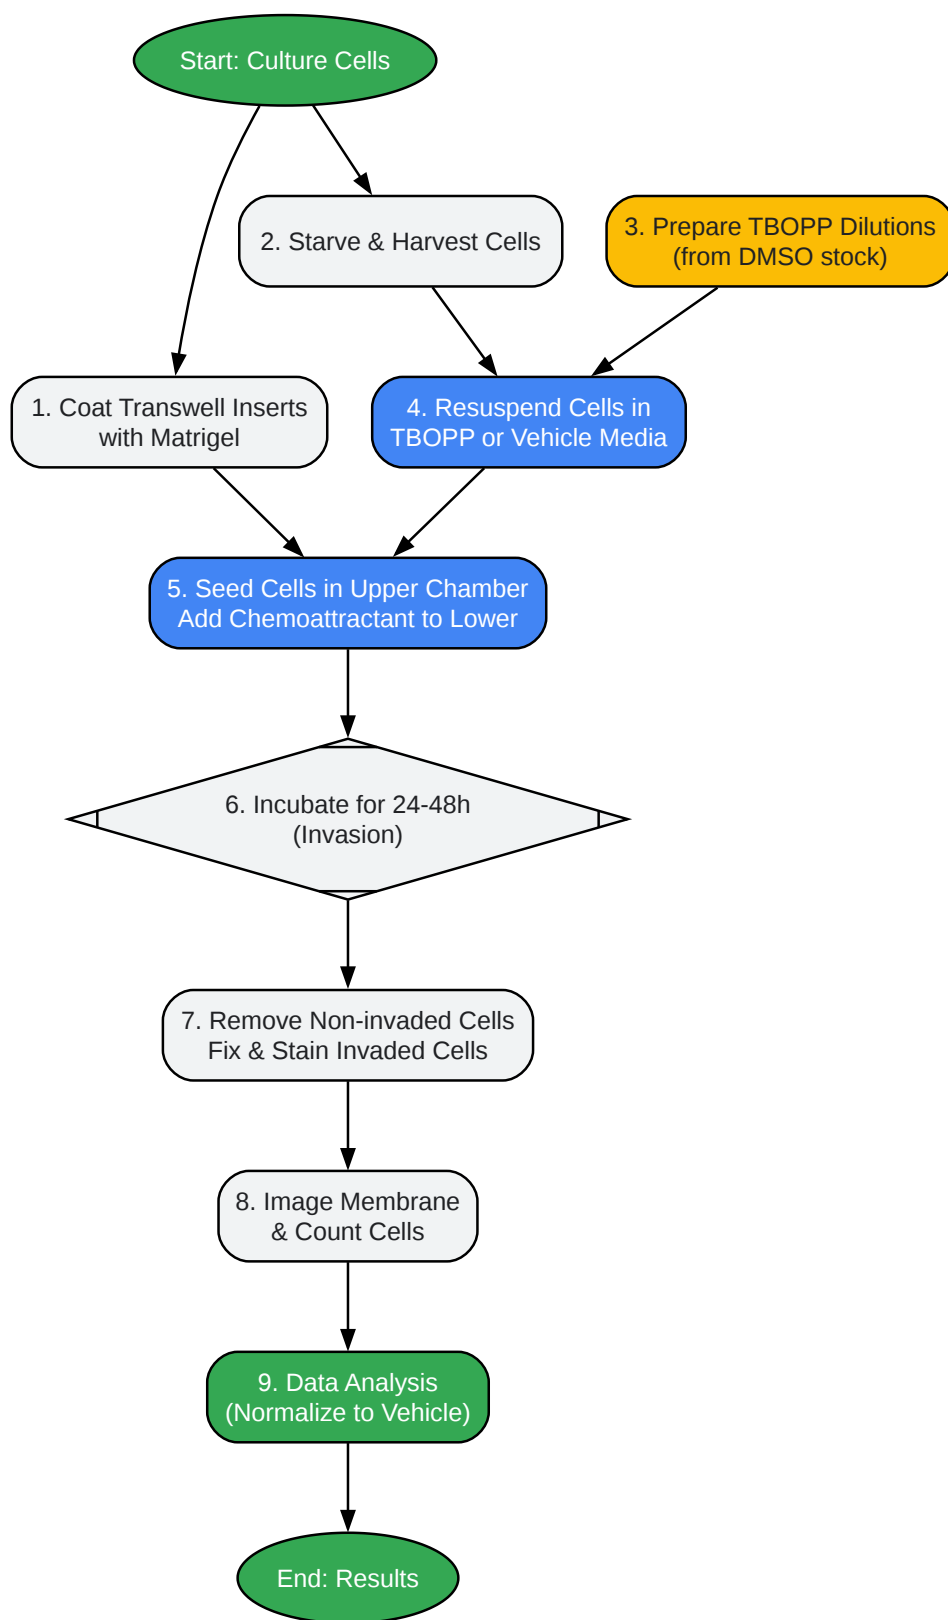 Start: Culture Cells
2. Starve & Harvest Cells
3. Prepare TBOPP Dilutions
(from DMSO stock)
1. Coat Transwell Inserts
with Matrigel
4. Resuspend Cells in
TBOPP or Vehicle Media
5. Seed Cells in Upper Chamber
Add Chemoattractant to Lower
6. Incubate for 24-48h
(Invasion)
7. Remove Non-invaded Cells
Fix & Stain Invaded Cells
8. Image Membrane
& Count Cells
9. Data Analysis
(Normalize to Vehicle)
End: Results